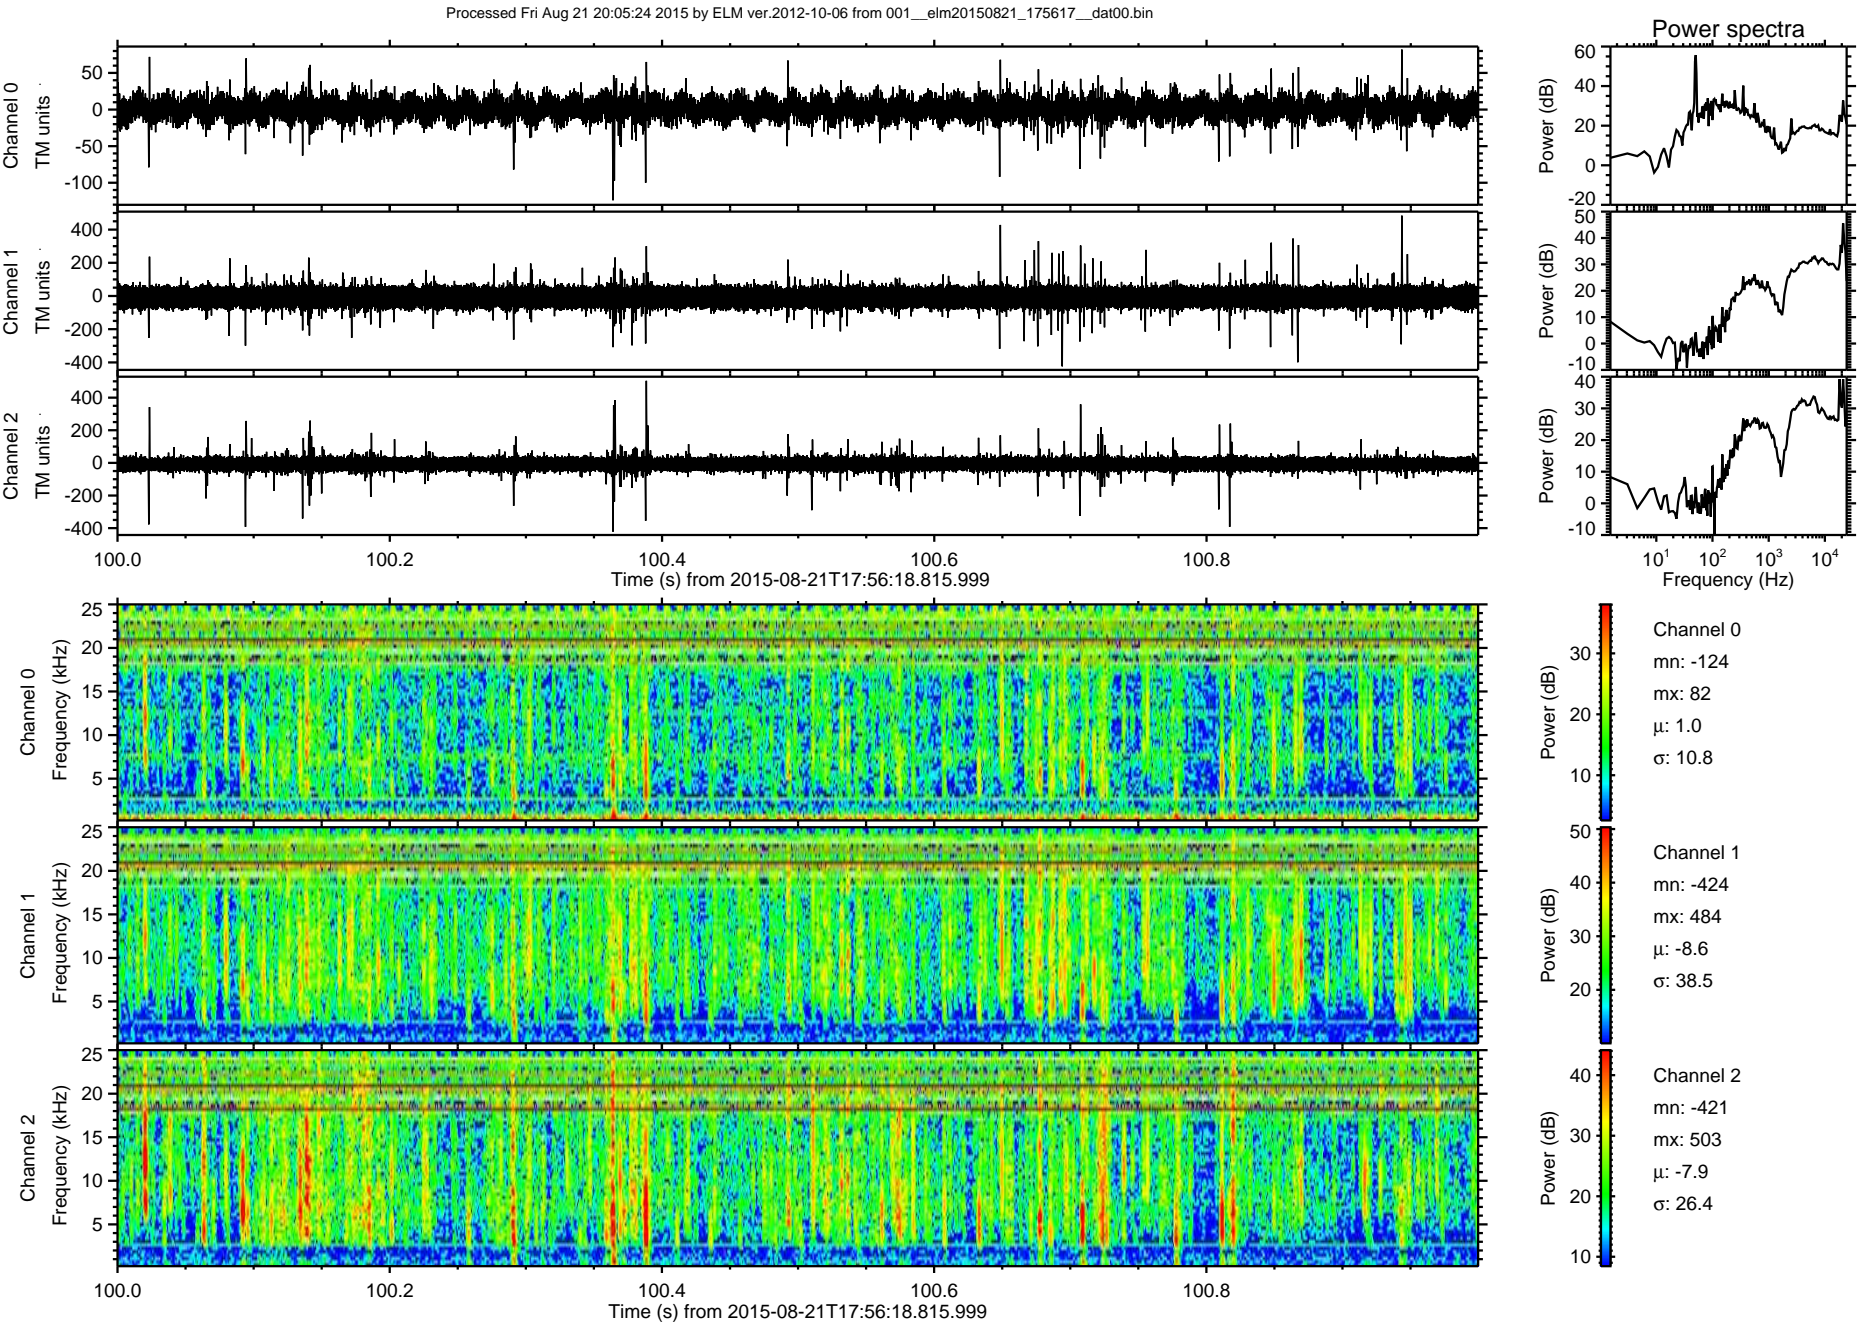 Processed Fri Aug 21 20:05:24 2015 by ELM ver.2012-10-06 from 001__elm20150821_175617__dat00.bin
Power spectra
Channel 0
TM units
50
0
-50
-100
Power (dB)
60
40
20
0
-20
Channel 1
TM units
400
200
0
-200
-400
Power (dB)
50
40
30
20
10
0
-10
Channel 2
TM units
400
200
0
-200
-400
Power (dB)
40
30
20
10
0
-10
100.0 100.2 100.4 100.6 100.8
Time (s) from 2015-08-21T17:56:18.815.999
10¹ 10² 10³ 10⁴
Frequency (Hz)
Channel 0
Frequency (kHz)
25
20
15
10
5
Power (dB)
30
20
10
Channel 0
mn: -124
mx: 82
µ: 1.0
σ: 10.8
Channel 1
Frequency (kHz)
25
20
15
10
5
Power (dB)
50
40
30
20
Channel 1
mn: -424
mx: 484
µ: -8.6
σ: 38.5
Channel 2
Frequency (kHz)
25
20
15
10
5
Power (dB)
40
30
20
10
Channel 2
mn: -421
mx: 503
µ: -7.9
σ: 26.4
100.0 100.2 100.4 100.6 100.8
Time (s) from 2015-08-21T17:56:18.815.999